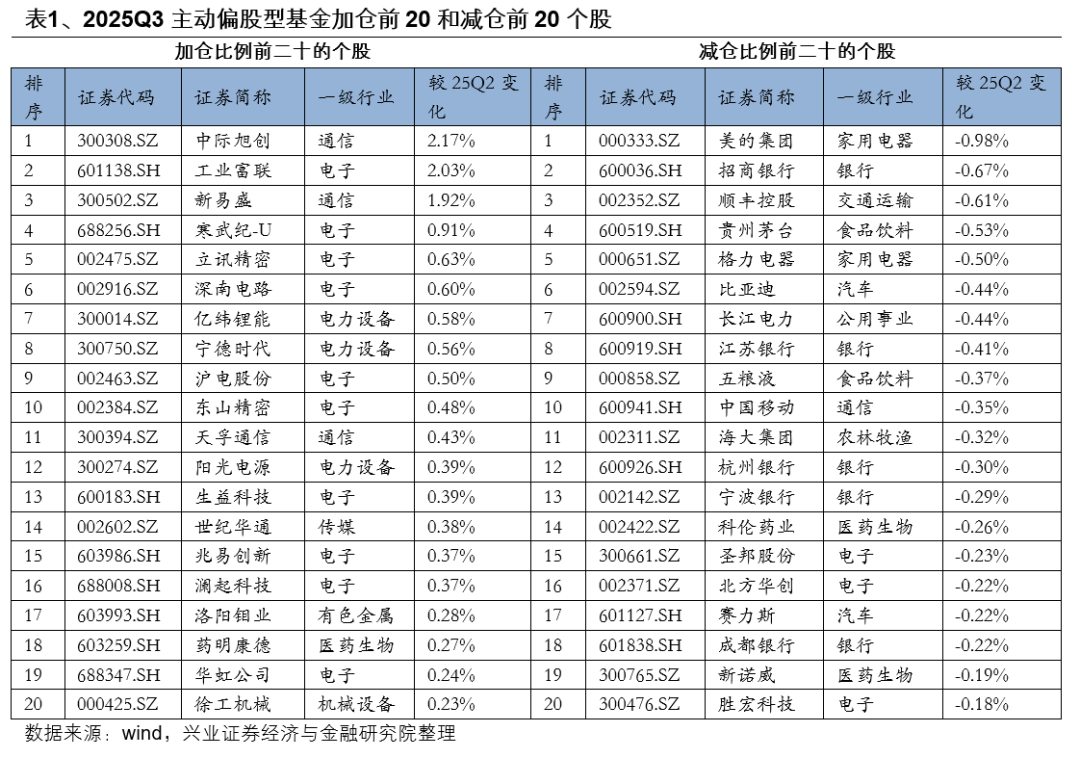 表1、2025Q3 主动偏股型基金加仓前 20 和减仓前 20 个股
加仓比例前二十的个股 减仓比例前二十的个股
排序 证券代码 证券简称 一级行业 较 25Q2 变化 排序 证券代码 证券简称 一级行业 较 25Q2 变化
1 300308.SZ 中际旭创 通信 2.17% 1 000333.SZ 美的集团 家用电器 -0.98%
2 601138.SH 工业富联 电子 2.03% 2 600036.SH 招商银行 银行 -0.67%
3 300502.SZ 新易盛 通信 1.92% 3 002352.SZ 顺丰控股 交通运输 -0.61%
4 688256.SH 寒武纪-U 电子 0.91% 4 600519.SH 贵州茅台 食品饮料 -0.53%
5 002475.SZ 立讯精密 电子 0.63% 5 000651.SZ 格力电器 家用电器 -0.50%
6 002916.SZ 深南电路 电子 0.60% 6 002594.SZ 比亚迪 汽车 -0.44%
7 300014.SZ 亿纬锂能 电力设备 0.58% 7 600900.SH 长江电力 公用事业 -0.44%
8 300750.SZ 宁德时代 电力设备 0.56% 8 600919.SH 江苏银行 银行 -0.41%
9 002463.SZ 沪电股份 电子 0.50% 9 000858.SZ 五粮液 食品饮料 -0.37%
10 002384.SZ 东山精密 电子 0.48% 10 600941.SH 中国移动 通信 -0.35%
11 300394.SZ 天孚通信 通信 0.43% 11 002311.SZ 海大集团 农林牧渔 -0.32%
12 300274.SZ 阳光电源 电力设备 0.39% 12 600926.SH 杭州银行 银行 -0.30%
13 600183.SH 生益科技 电子 0.39% 13 002142.SZ 宁波银行 银行 -0.29%
14 002602.SZ 世纪华通 传媒 0.38% 14 002422.SZ 科伦药业 医药生物 -0.26%
15 603986.SH 兆易创新 电子 0.37% 15 300661.SZ 圣邦股份 电子 -0.23%
16 688008.SH 澜起科技 电子 0.37% 16 002371.SZ 北方华创 电子 -0.22%
17 603993.SH 洛阳钼业 有色金属 0.28% 17 601127.SH 赛力斯 汽车 -0.22%
18 603259.SH 药明康德 医药生物 0.27% 18 601838.SH 成都银行 银行 -0.22%
19 688347.SH 华虹公司 电子 0.24% 19 300765.SZ 新诺威 医药生物 -0.19%
20 000425.SZ 徐工机械 机械设备 0.23% 20 300476.SZ 胜宏科技 电子 -0.18%
数据来源：wind，兴业证券经济与金融研究院整理